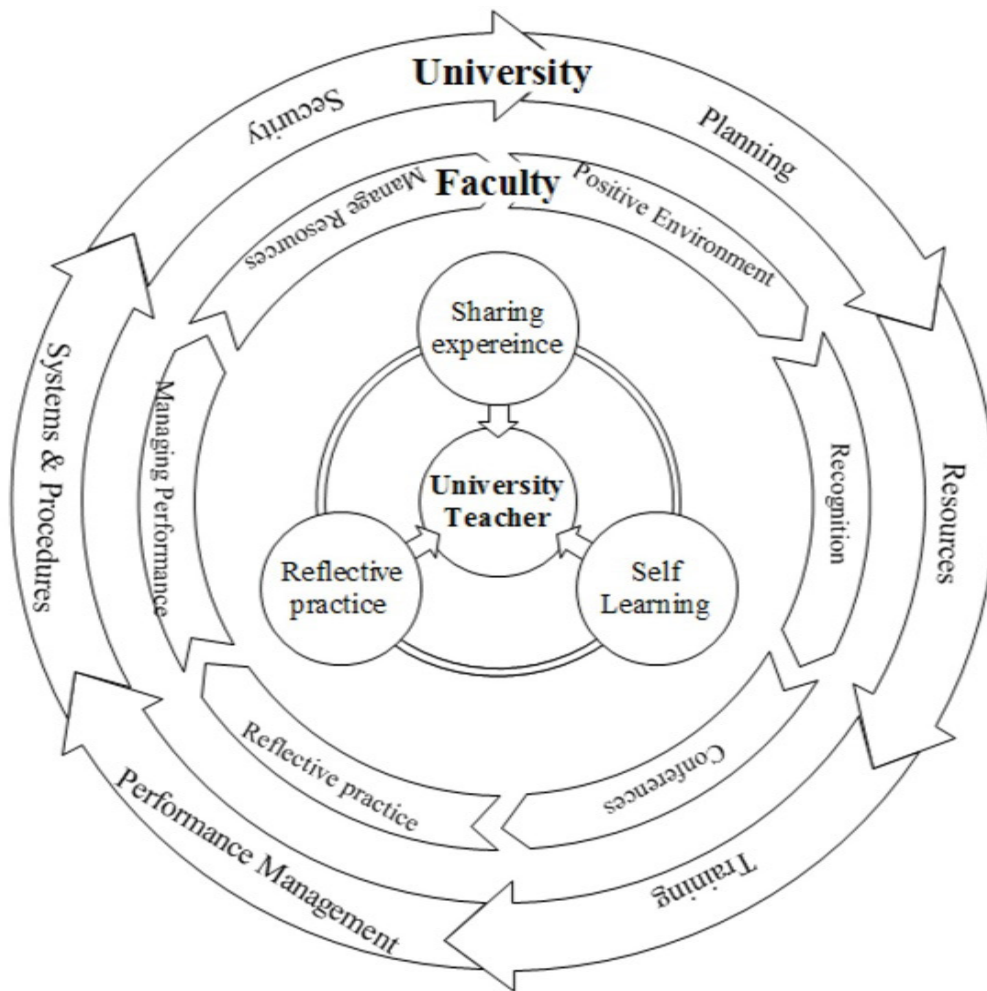 University
Security
Planning
Resources
Training
Performance Management
Systems & Procedures
Faculty
Manage Resources
Positive Environment
Recognition
Conferences
Reflective practice
Managing Performance
Sharing
expereince
University
Teacher
Reflective
practice
Self
Learning